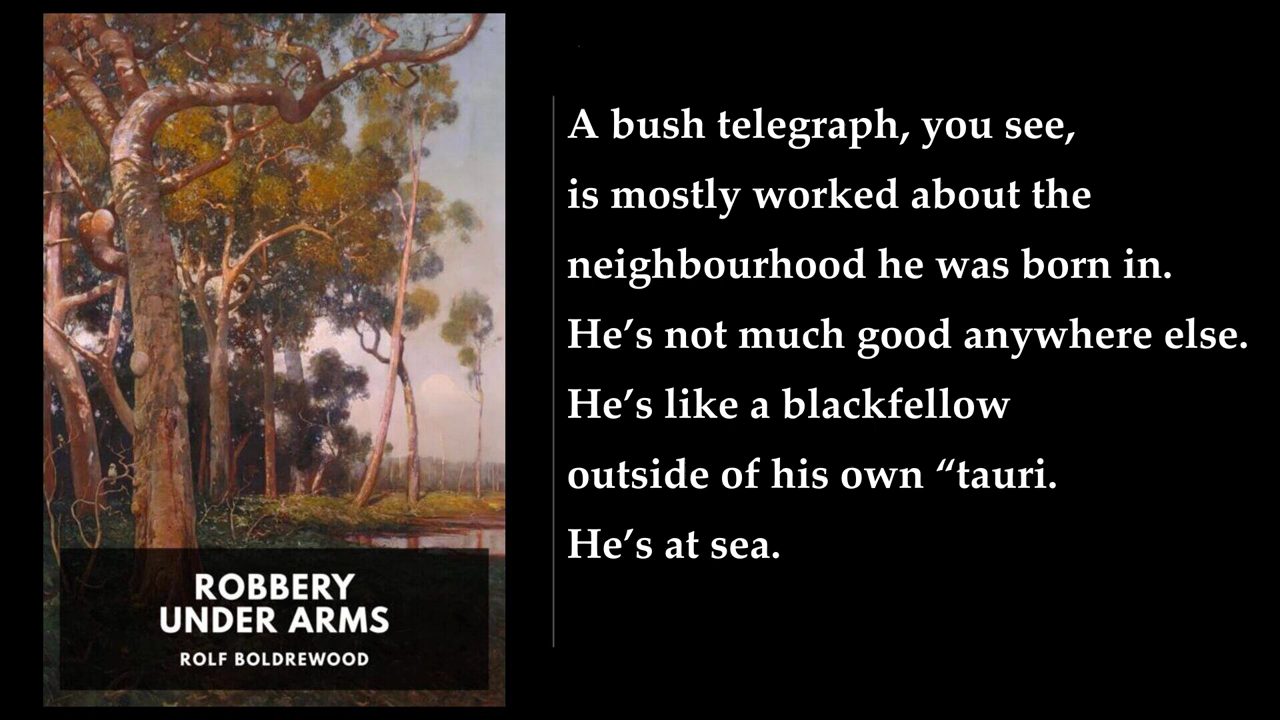 A bush telegraph, you see,
is mostly worked about the
neighbourhood he was born in.
He’s not much good anywhere else.
He’s like a blackfellow
outside of his own “tauri.
He’s at sea.
ROBBERY
UNDER ARMS
ROLF BOLDREWOOD